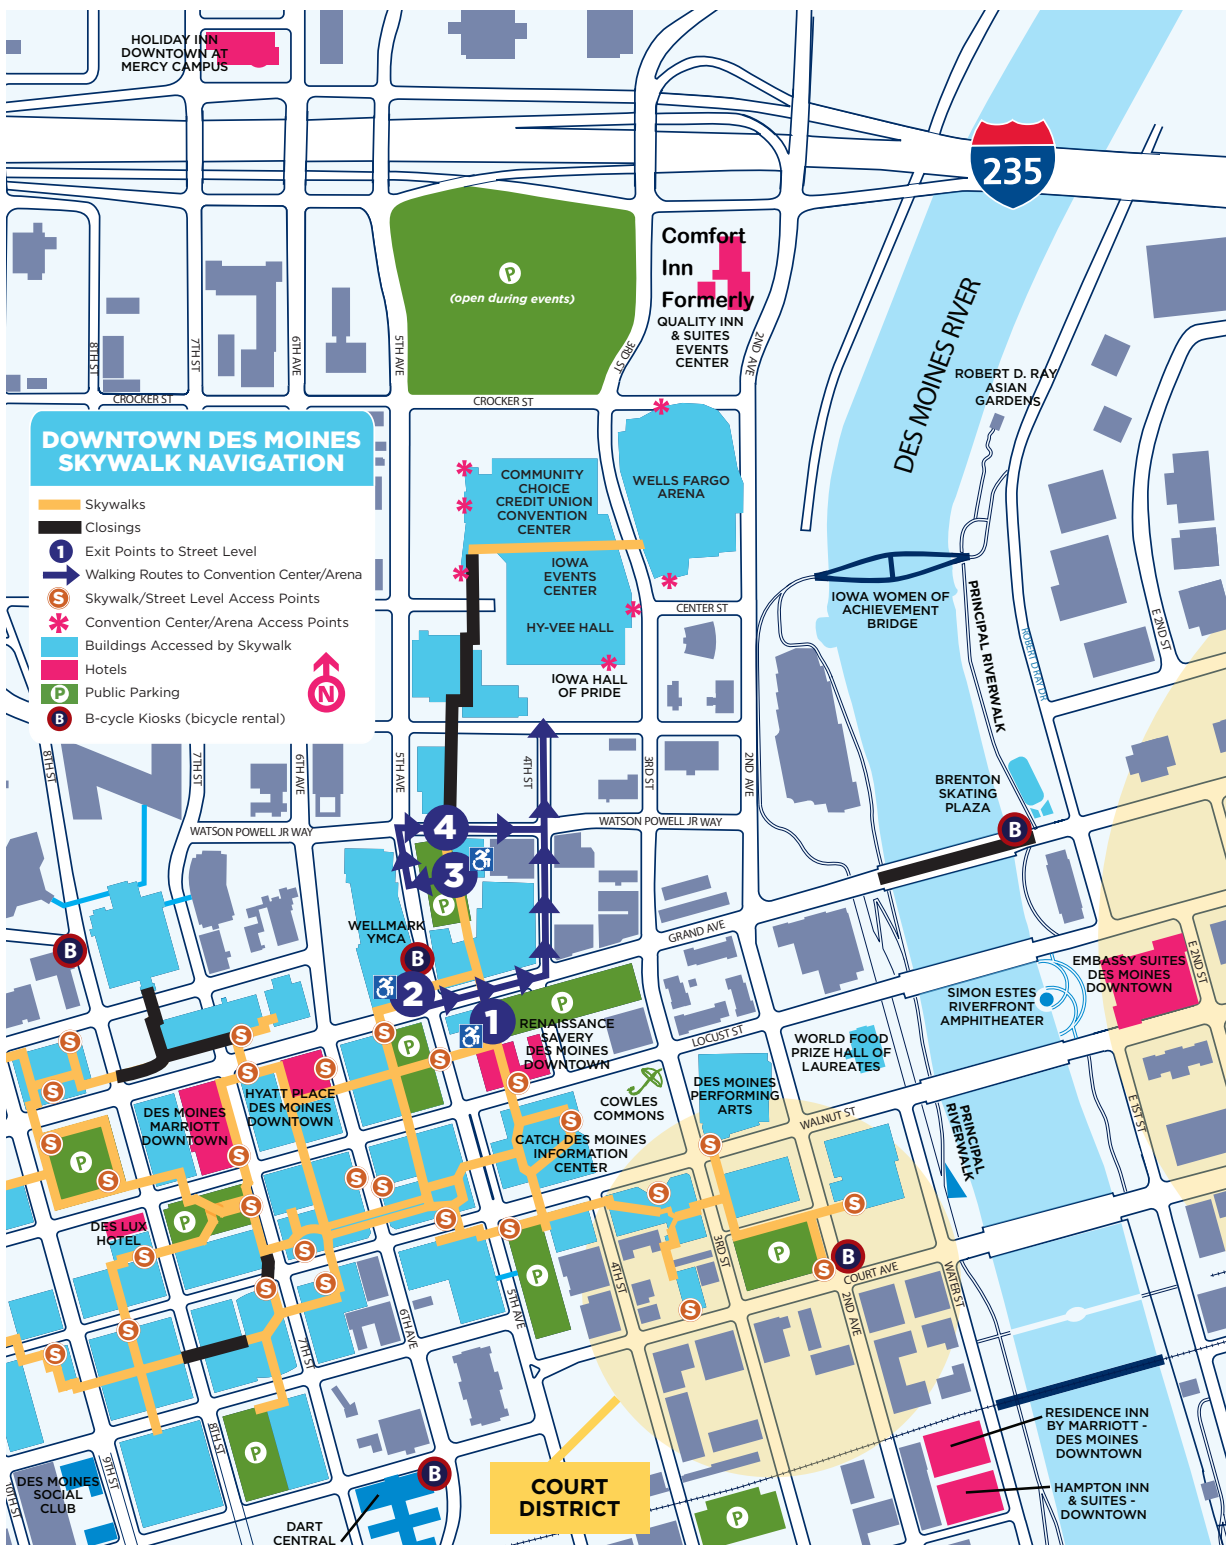 HOLIDAY INN
DOWNTOWN AT
MERCY CAMPUS
235
P
(open during events)
Comfort
Inn
Formerly
QUALITY INN
& SUITES
EVENTS
CENTER
8TH ST
7TH ST
6TH AVE
5TH AVE
3RD ST
2ND AVE
DES MOINES RIVER
ROBERT D. RAY
ASIAN
GARDENS
CROCKER ST
CROCKER ST
DOWNTOWN DES MOINES
SKYWALK NAVIGATION
Skywalks
Closings
1 Exit Points to Street Level
Walking Routes to Convention Center/Arena
S Skywalk/Street Level Access Points
Convention Center/Arena Access Points
Buildings Accessed by Skywalk
Hotels
P Public Parking
B B-cycle Kiosks (bicycle rental)
N
COMMUNITY
CHOICE
CREDIT UNION
CONVENTION
CENTER
WELLS FARGO
ARENA
IOWA
EVENTS
CENTER
HY-VEE HALL
IOWA HALL
OF PRIDE
CENTER ST
IOWA WOMEN OF
ACHIEVEMENT
BRIDGE
PRINCIPAL RIVERWALK
ROBERT D RAY DR
E 2ND ST
8TH ST
7TH ST
6TH AVE
5TH AVE
4TH ST
3RD ST
2ND AVE
BRENTON
SKATING
PLAZA
B
WATSON POWELL JR WAY
WATSON POWELL JR WAY
4
3
P
WELLMARK
YMCA
B
B
GRAND AVE
2
1
P
EMBASSY SUITES
DES MOINES
DOWNTOWN
E 2ND ST
SIMON ESTES
RIVERFRONT
AMPHITHEATER
RENAISSANCE
SAVERY
DES MOINES
DOWNTOWN
LOCUST ST
WORLD FOOD
PRIZE HALL OF
LAUREATES
S
S
S
P
S
S
S
S
S
S
HYATT PLACE
DES MOINES
DOWNTOWN
DES MOINES
MARRIOTT
DOWNTOWN
COWLES
COMMONS
DES MOINES
PERFORMING
ARTS
WALNUT ST
PRINCIPAL
RIVERWALK
E 1ST ST
S
CATCH DES MOINES
INFORMATION
CENTER
S
P
S
S
S
S
S
S
S
S
DES LUX
HOTEL
P
S
S
S
S
S
P
3RD ST
P
S
B
COURT AVE
4TH ST
5TH AVE
6TH AVE
7TH ST
2ND AVE
WATER ST
S
S
S
S
S
8TH ST
9TH ST
10TH ST
P
B
DES MOINES
SOCIAL
CLUB
DART
CENTRAL
COURT
DISTRICT
P
RESIDENCE INN
BY MARRIOTT -
DES MOINES
DOWNTOWN
HAMPTON INN
& SUITES -
DOWNTOWN